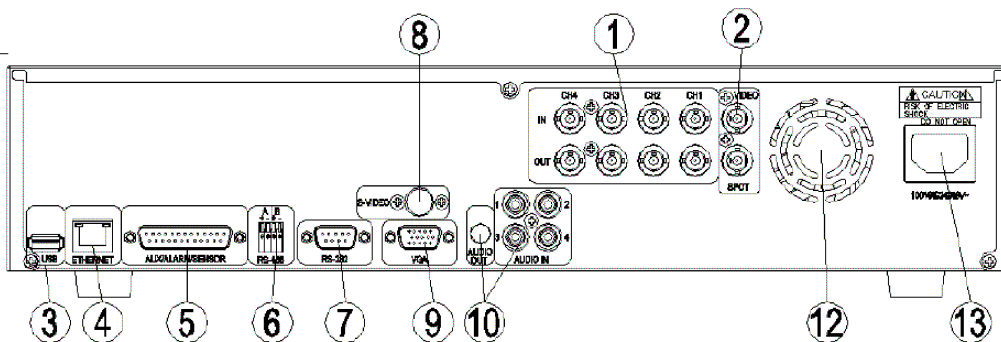 8 1 2
CH4 CH3 CH2 CH1 VIDEO
CAUTION
RISK OF ELECTRIC
SHOCK
DO NOT OPEN
IN
OUT
SPOT
S-VIDEO
A B
1 2
3 4
USB ETHERNET AUX/ALARM/SENSOR RS-485 RS-232 VGA AUDIO
OUT AUDIO IN
3 4 5 6 7 9 10 12 13